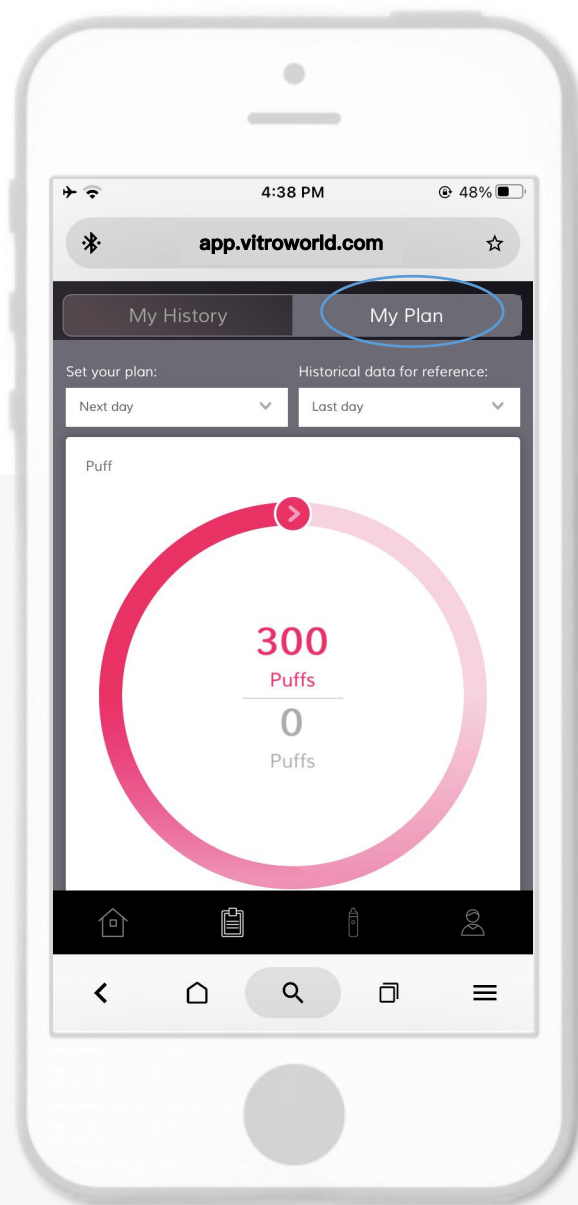 4:38 PM
48%
app.vitroworld.com
My History
My Plan
Set your plan:
Historical data for reference:
Next day
Last day
Puff
300
Puffs
0
Puffs